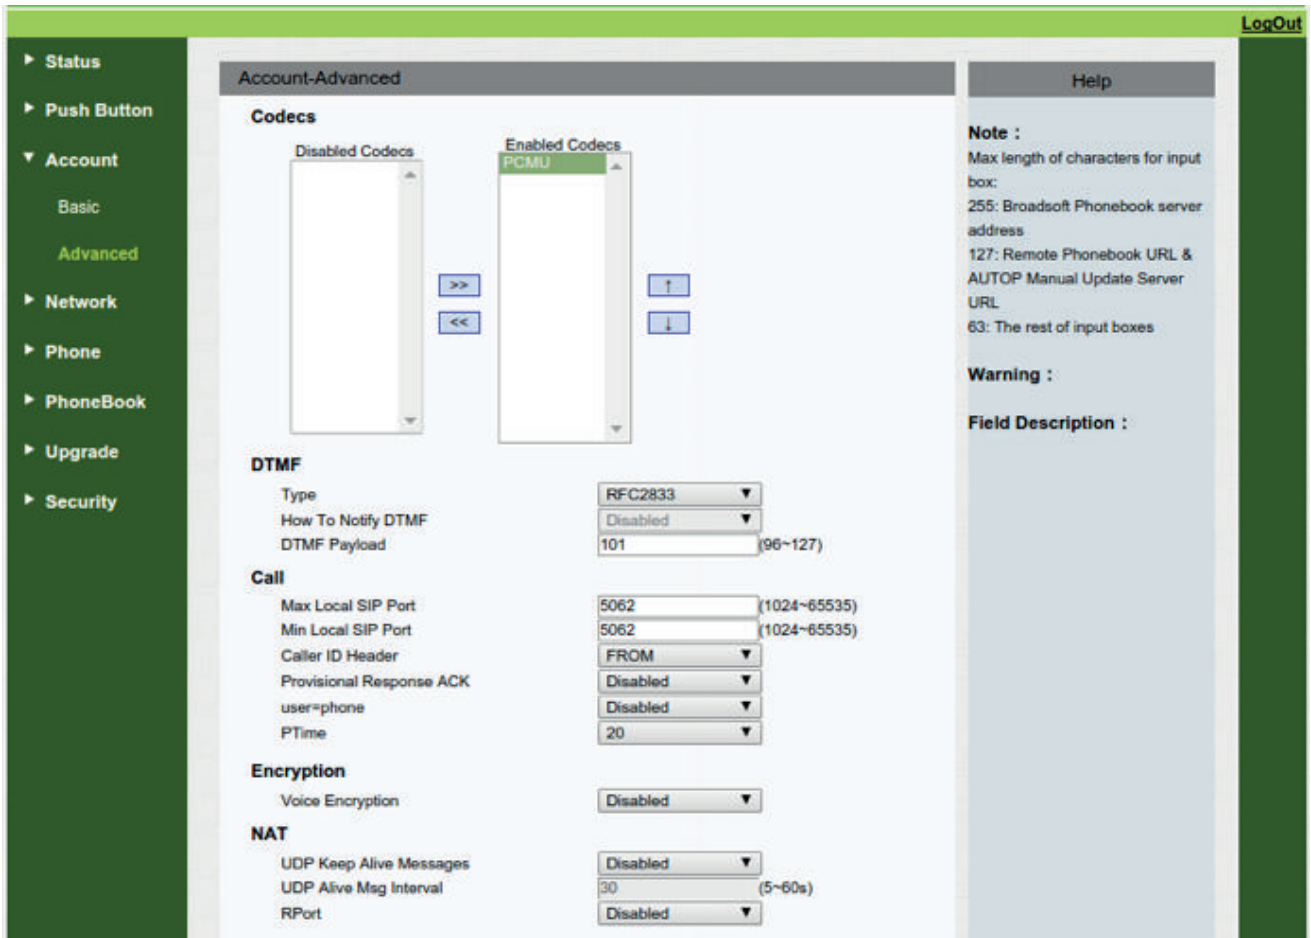 LogOut
Status
Push Button
Account
Basic
Advanced
Network
Phone
PhoneBook
Upgrade
Security
Account-Advanced
Codecs
Disabled Codecs
Enabled Codecs
PCMU
>>
<<
↑
↓
DTMF
Type RFC2833
How To Notify DTMF Disabled
DTMF Payload 101 (96~127)
Call
Max Local SIP Port 5062 (1024~65535)
Min Local SIP Port 5062 (1024~65535)
Caller ID Header FROM
Provisional Response ACK Disabled
user=phone Disabled
PTime 20
Encryption
Voice Encryption Disabled
NAT
UDP Keep Alive Messages Disabled
UDP Alive Msg Interval 30 (5~60s)
RPort Disabled
Help
Note :
Max length of characters for input
box:
255: Broadsoft Phonebook server
address
127: Remote Phonebook URL &
AUTOP Manual Update Server
URL
63: The rest of input boxes
Warning :
Field Description :